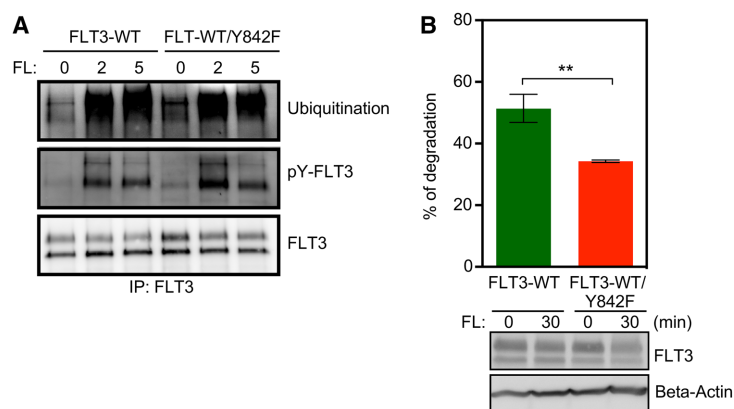 A
FLT3-WT FLT-WT/Y842F
FL: 0 2 5 0 2 5
Ubiquitination
pY-FLT3
FLT3
IP: FLT3
B
80
60
40
20
0
% of degradation
**
FLT3-WT FLT3-WT/
Y842F
FL: 0 30 0 30 (min)
FLT3
Beta-Actin